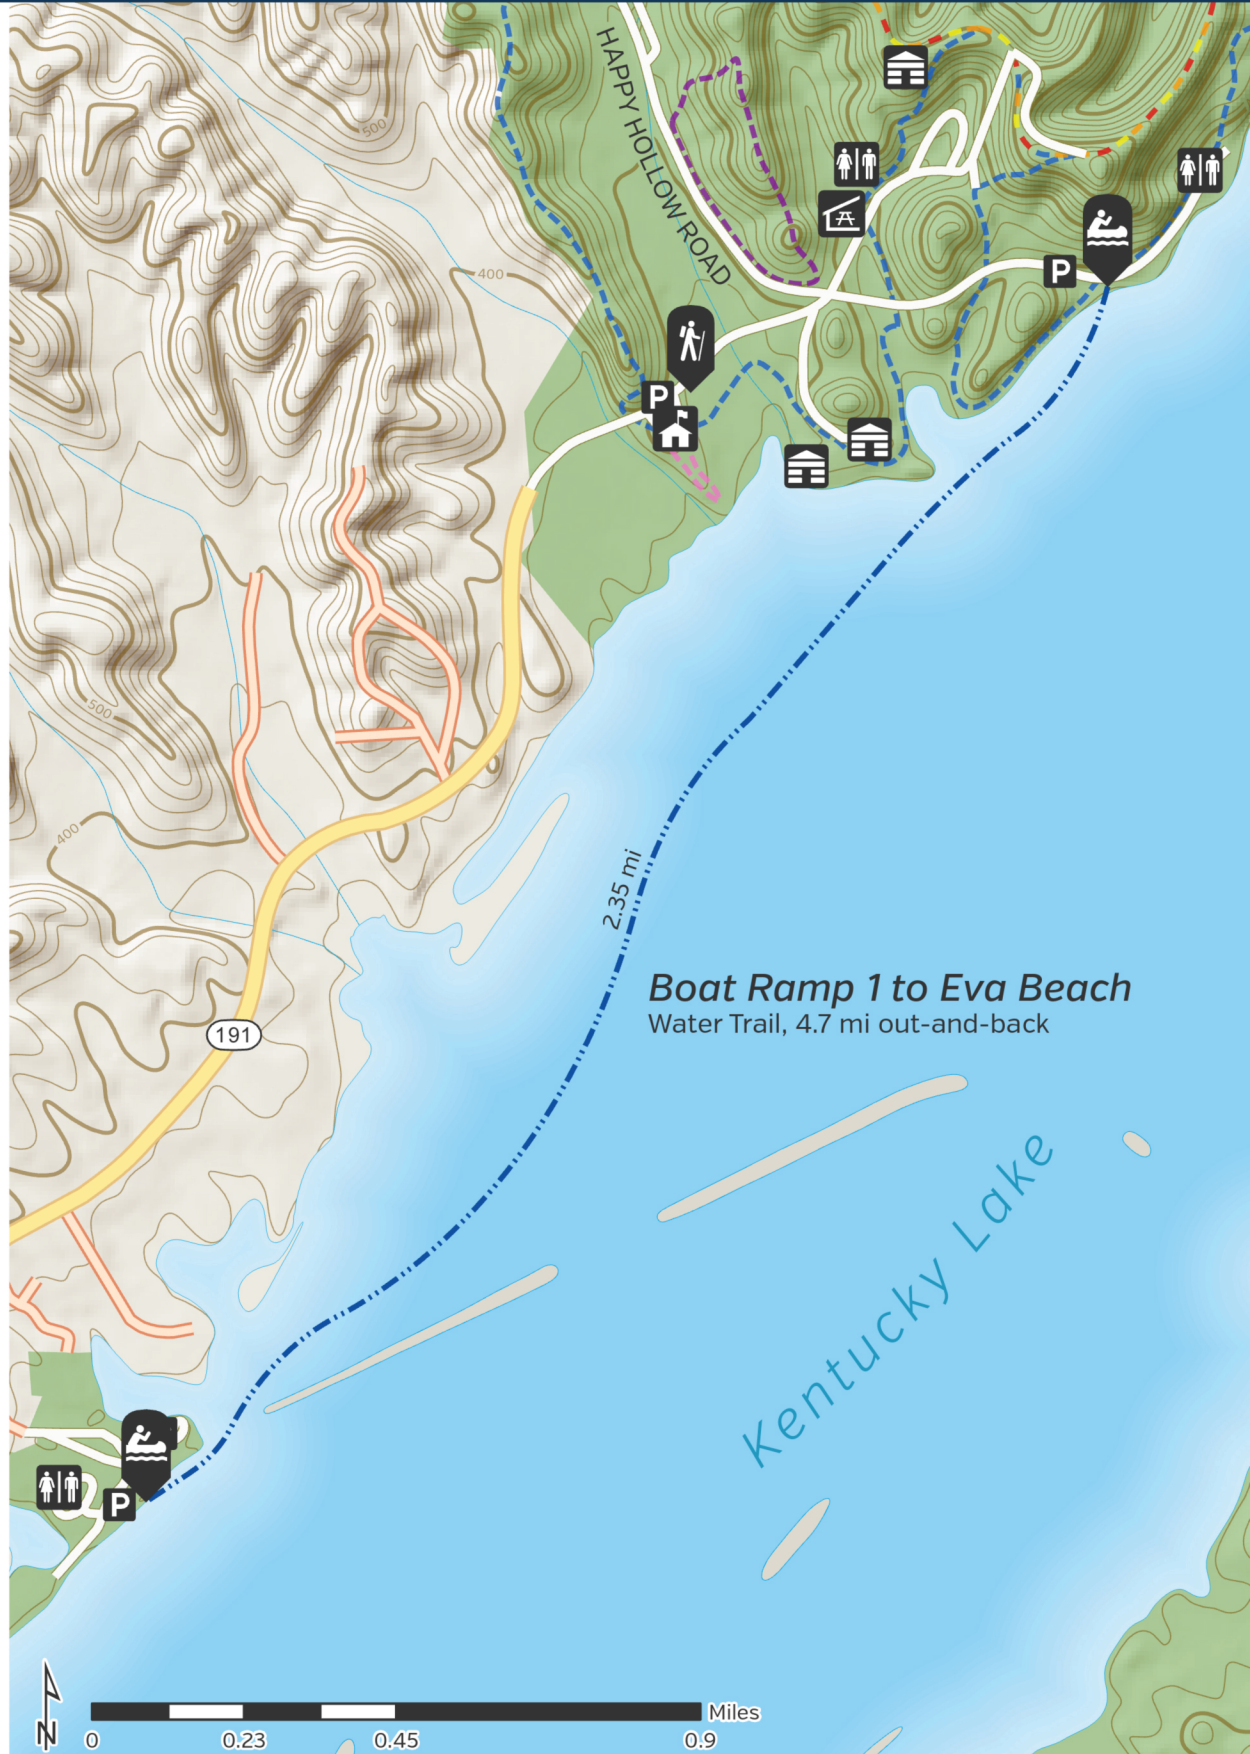 HAPPY HOLLOW ROAD
500
400
P
P
500
400
2.35 mi
Boat Ramp 1 to Eva Beach
Water Trail, 4.7 mi out-and-back
191
Kentucky Lake
P
N
Miles
0 0.23 0.45 0.9